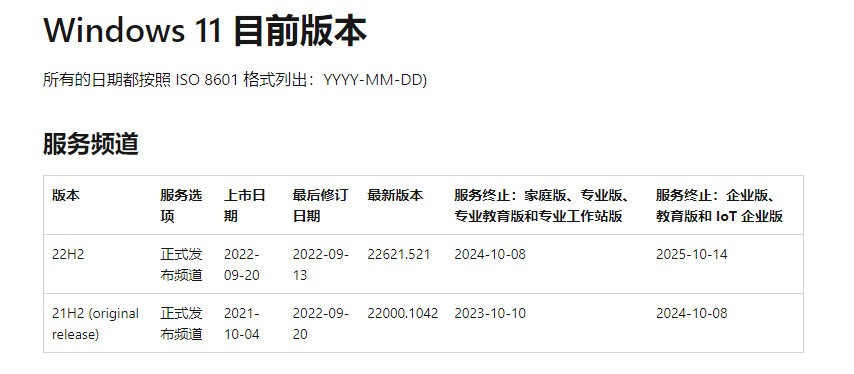 Windows 11 目前版本
所有的日期都按照 ISO 8601 格式列出：YYYY-MM-DD)
服务频道
版本 服务选项 上市日期 最后修订日期 最新版本 服务终止：家庭版、专业版、专业教育版和专业工作站版 服务终止：企业版、教育版和 IoT 企业版
22H2 正式发布频道 2022-09-20 2022-09-13 22621.521 2024-10-08 2025-10-14
21H2 (original release) 正式发布频道 2021-10-04 2022-09-20 22000.1042 2023-10-10 2024-10-08